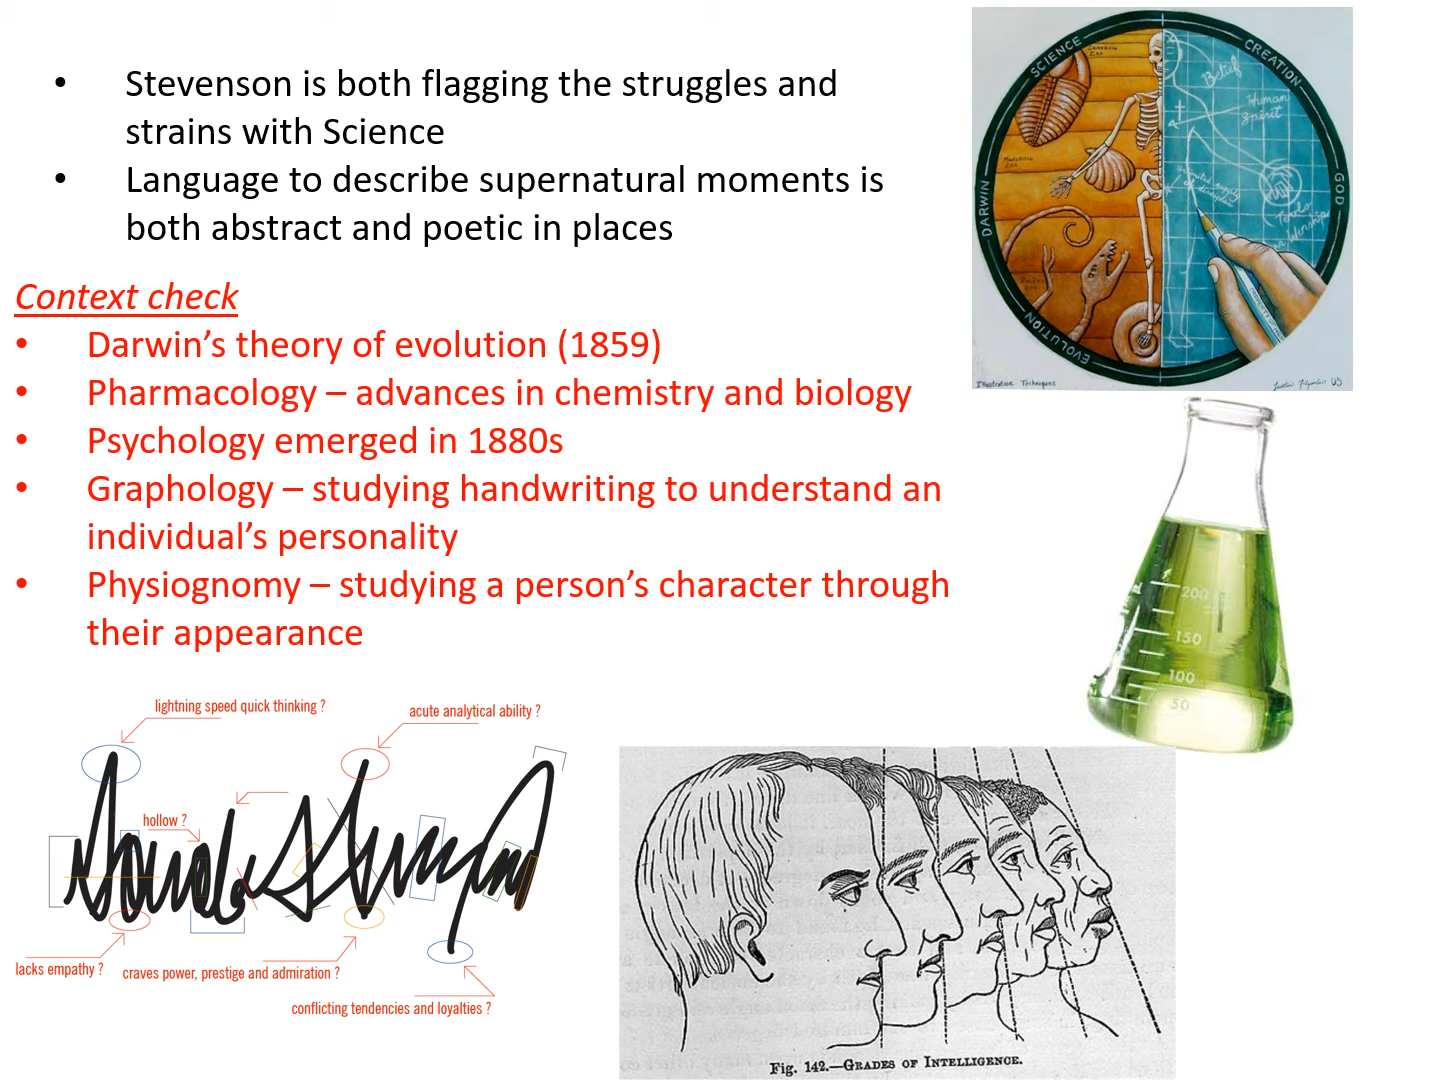 • Stevenson is both flagging the struggles and
strains with Science
• Language to describe supernatural moments is
both abstract and poetic in places
Context check
• Darwin’s theory of evolution (1859)
• Pharmacology – advances in chemistry and biology
• Psychology emerged in 1880s
• Graphology – studying handwriting to understand an
individual’s personality
• Physiognomy – studying a person’s character through
their appearance
SCIENCE
CREATION
DARWIN
GOD
EVOLUTION
Belief
Human
Spirit
Illustrative Techniques
200
150
100
50
lightning speed quick thinking ?
acute analytical ability ?
hollow ?
lacks empathy ?
craves power, prestige and admiration ?
conflicting tendencies and loyalties ?
Fig. 142.—GRADES OF INTELLIGENCE.